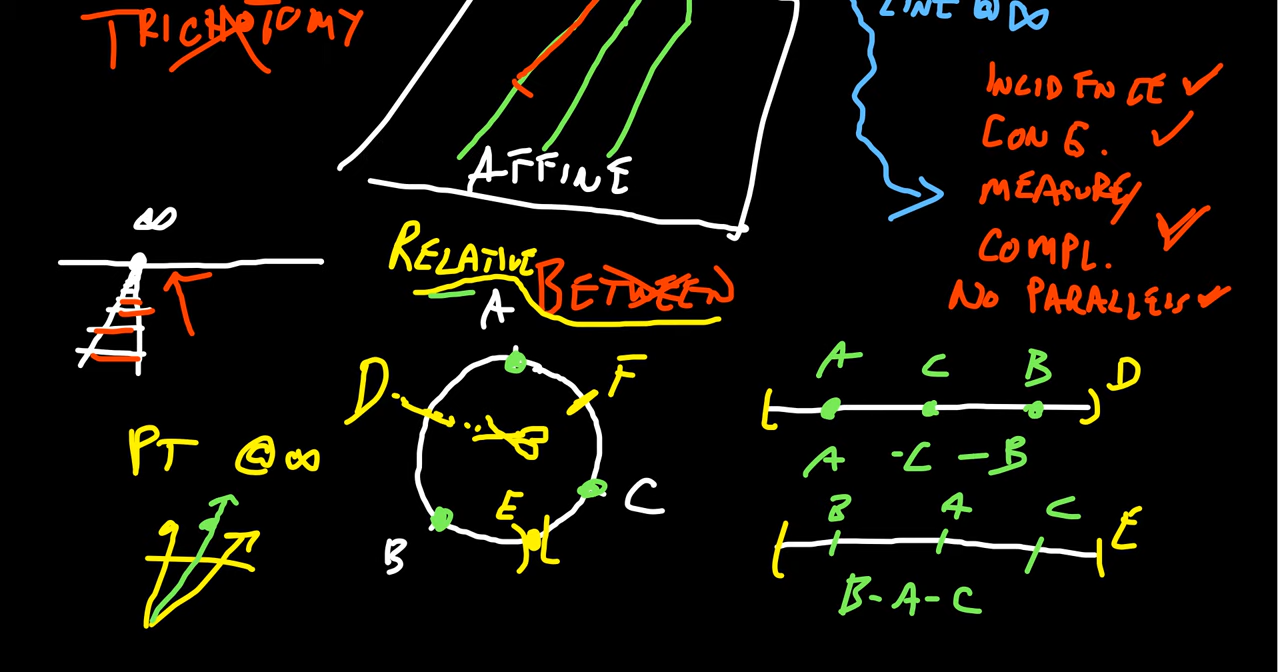 TRICHOTOMY
LINE @ ∞
INCIDENCE ✓
CONG. ✓
AFFINE
MEASURE/
COMPL. ✓
∞
RELATIVE
BETWEEN
NO PARALLELS ✓
A
D
F
A C B D
PT @ ∞
A - C - B
E
C
B A C E
B
B - A - C